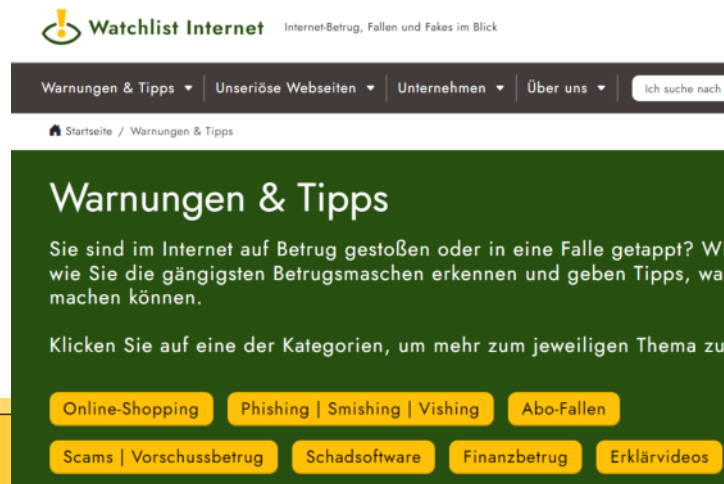 Watchlist Internet Internet-Betrug, Fallen und Fakes im Blick
Warnungen & Tipps Unseriöse Webseiten Unternehmen Über uns Ich suche nach
Startseite / Warnungen & Tipps
Warnungen & Tipps
Sie sind im Internet auf Betrug gestoßen oder in eine Falle getappt?
wie Sie die gängigsten Betrugsmaschen erkennen und geben Tipps,
machen können.
Klicken Sie auf eine der Kategorien, um mehr zum jeweiligen Thema zu
Online-Shopping Phishing | Smishing | Vishing Abo-Fallen
Scams | Vorschussbetrug Schadsoftware Finanzbetrug Erklärvideos